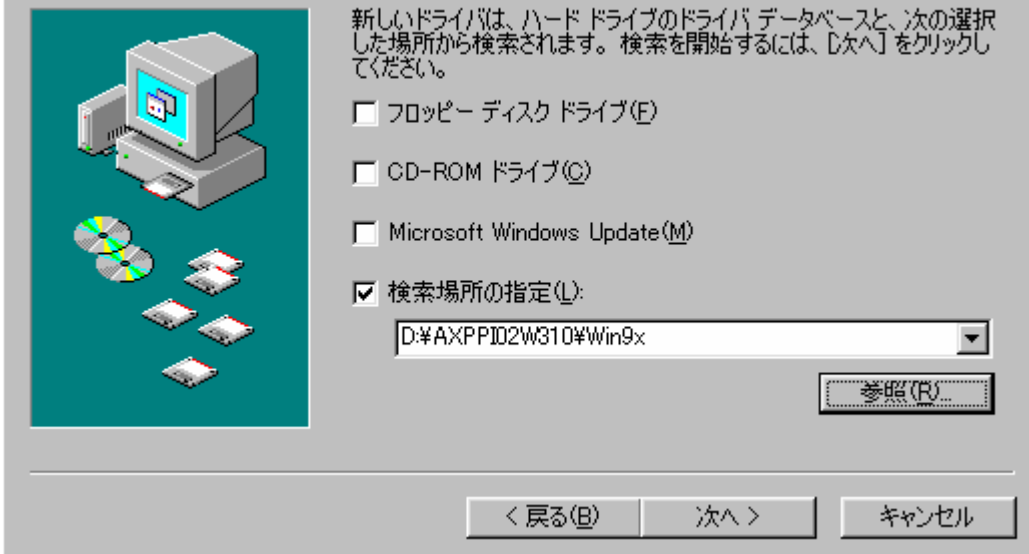 新しいドライバは、ハード ドライブのドライバ データベースと、次の選択
した場所から検索されます。検索を開始するには、[次へ] をクリックし
てください。
フロッピー ディスク ドライブ(F)
CD-ROM ドライブ(C)
Microsoft Windows Update(M)
検索場所の指定(L):
D:¥AXPPI02W310¥Win9x
参照(R)...
< 戻る(B)
次へ >
キャンセル